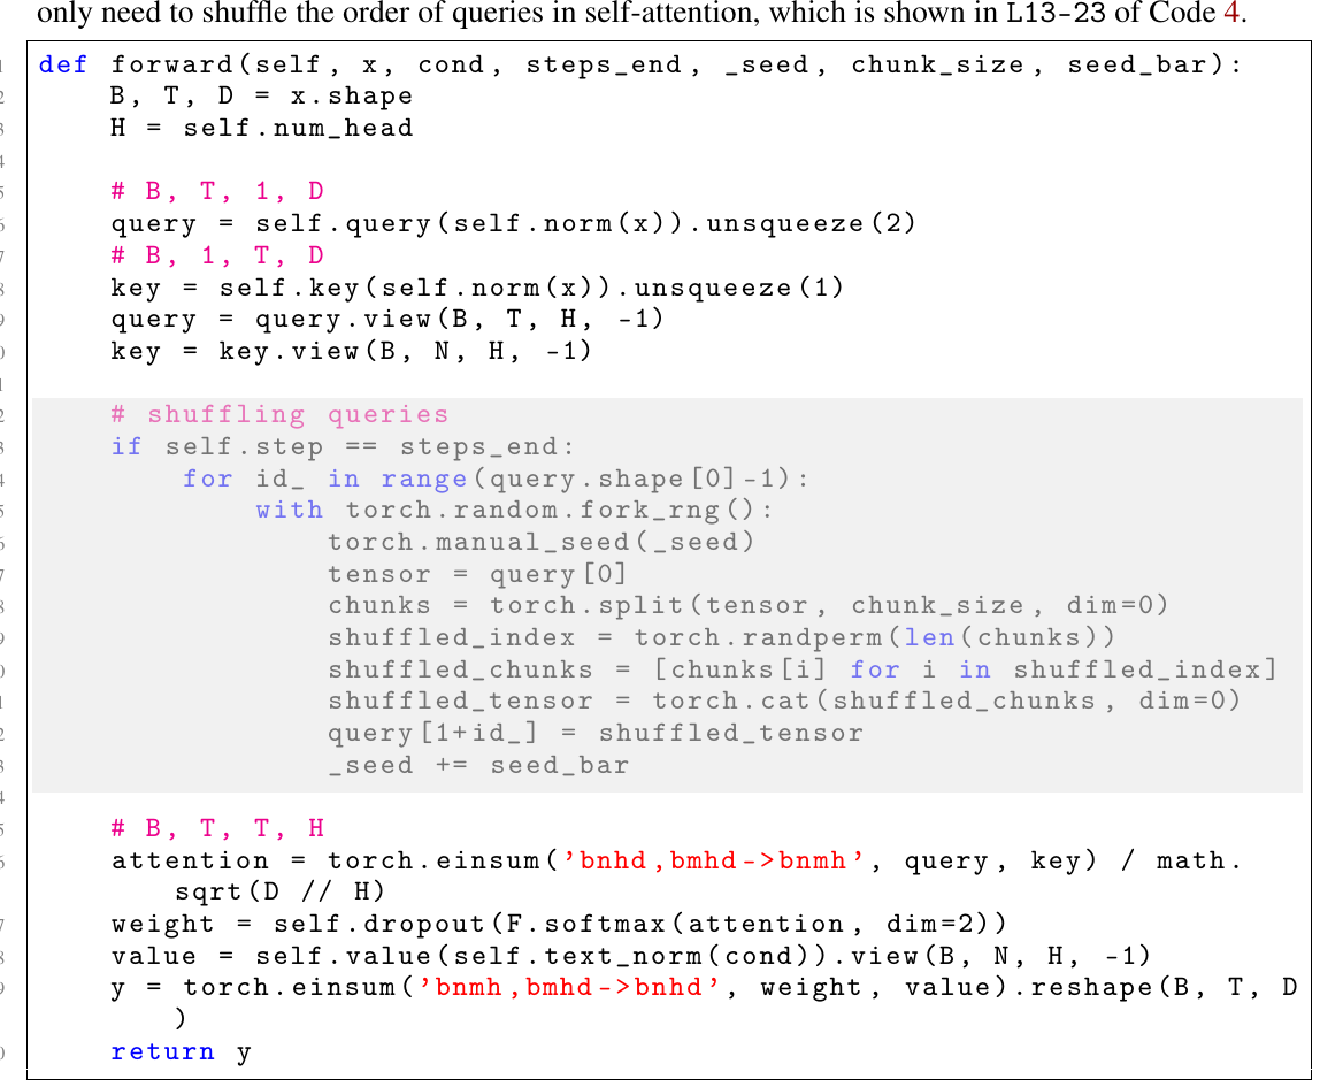 only need to shuffle the order of queries in self-attention, which is shown in L13-23 of Code 4.
def forward(self, x, cond, steps_end, _seed, chunk_size, seed_bar):
B, T, D = x.shape
H = self.num_head
# B, T, 1, D
query = self.query(self.norm(x)).unsqueeze(2)
# B, 1, T, D
key = self.key(self.norm(x)).unsqueeze(1)
query = query.view(B, T, H, -1)
key = key.view(B, N, H, -1)
# shuffling queries
if self.step == steps_end:
for id_ in range(query.shape[0]-1):
with torch.random.fork_rng():
torch.manual_seed(_seed)
tensor = query[0]
chunks = torch.split(tensor, chunk_size, dim=0)
shuffled_index = torch.randperm(len(chunks))
shuffled_chunks = [chunks[i] for i in shuffled_index]
shuffled_tensor = torch.cat(shuffled_chunks, dim=0)
query[1+id_] = shuffled_tensor
_seed += seed_bar
# B, T, T, H
attention = torch.einsum('bnhd,bmhd->bnmh', query, key) / math.
sqrt(D // H)
weight = self.dropout(F.softmax(attention, dim=2))
value = self.value(self.text_norm(cond)).view(B, N, H, -1)
y = torch.einsum('bnmh,bmhd->bnhd', weight, value).reshape(B, T, D
)
return y